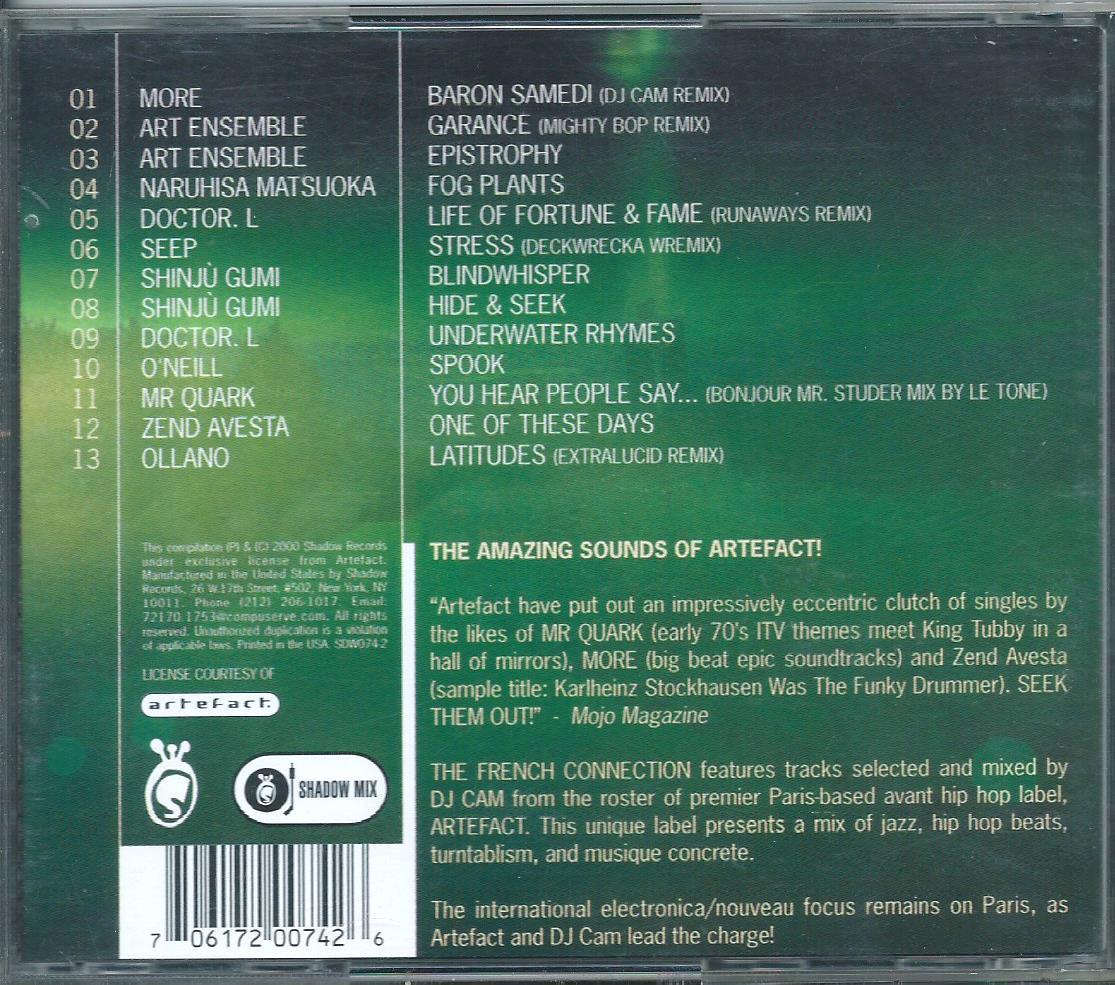 01 MORE BARON SAMEDI (DJ CAM REMIX)
02 ART ENSEMBLE GARANCE (MIGHTY BOP REMIX)
03 ART ENSEMBLE EPISTROPHY
04 NARUHISA MATSUOKA FOG PLANTS
05 DOCTOR. L LIFE OF FORTUNE & FAME (RUNAWAYS REMIX)
06 SEEP STRESS (DECKWRECKA WREMIX)
07 SHINJÙ GUMI BLINDWHISPER
08 SHINJÙ GUMI HIDE & SEEK
09 DOCTOR. L UNDERWATER RHYMES
10 O'NEILL SPOOK
11 MR QUARK YOU HEAR PEOPLE SAY... (BONJOUR MR. STUDER MIX BY LE TONE)
12 ZEND AVESTA ONE OF THESE DAYS
13 OLLANO LATITUDES (EXTRALUCID REMIX)
This compilation (P) & (C) 2000 Shadow Records
under exclusive license from Artefact.
Manufactured in the United States by Shadow
Records, 26 W.17th Street, #502, New York, NY
10011. Phone (212) 206-1017. Email:
72170.1753@compuserve.com. All rights
reserved. Unauthorized duplication is a violation
of applicable laws. Printed in the USA. SDW074-2
LICENSE COURTESY OF
artefact.
SHADOW MIX
7 06172 00742 6
THE AMAZING SOUNDS OF ARTEFACT!
"Artefact have put out an impressively eccentric clutch of singles by
the likes of MR QUARK (early 70's ITV themes meet King Tubby in a
hall of mirrors), MORE (big beat epic soundtracks) and Zend Avesta
(sample title: Karlheinz Stockhausen Was The Funky Drummer). SEEK
THEM OUT!" - Mojo Magazine
THE FRENCH CONNECTION features tracks selected and mixed by
DJ CAM from the roster of premier Paris-based avant hip hop label,
ARTEFACT. This unique label presents a mix of jazz, hip hop beats,
turntablism, and musique concrete.
The international electronica/nouveau focus remains on Paris, as
Artefact and DJ Cam lead the charge!